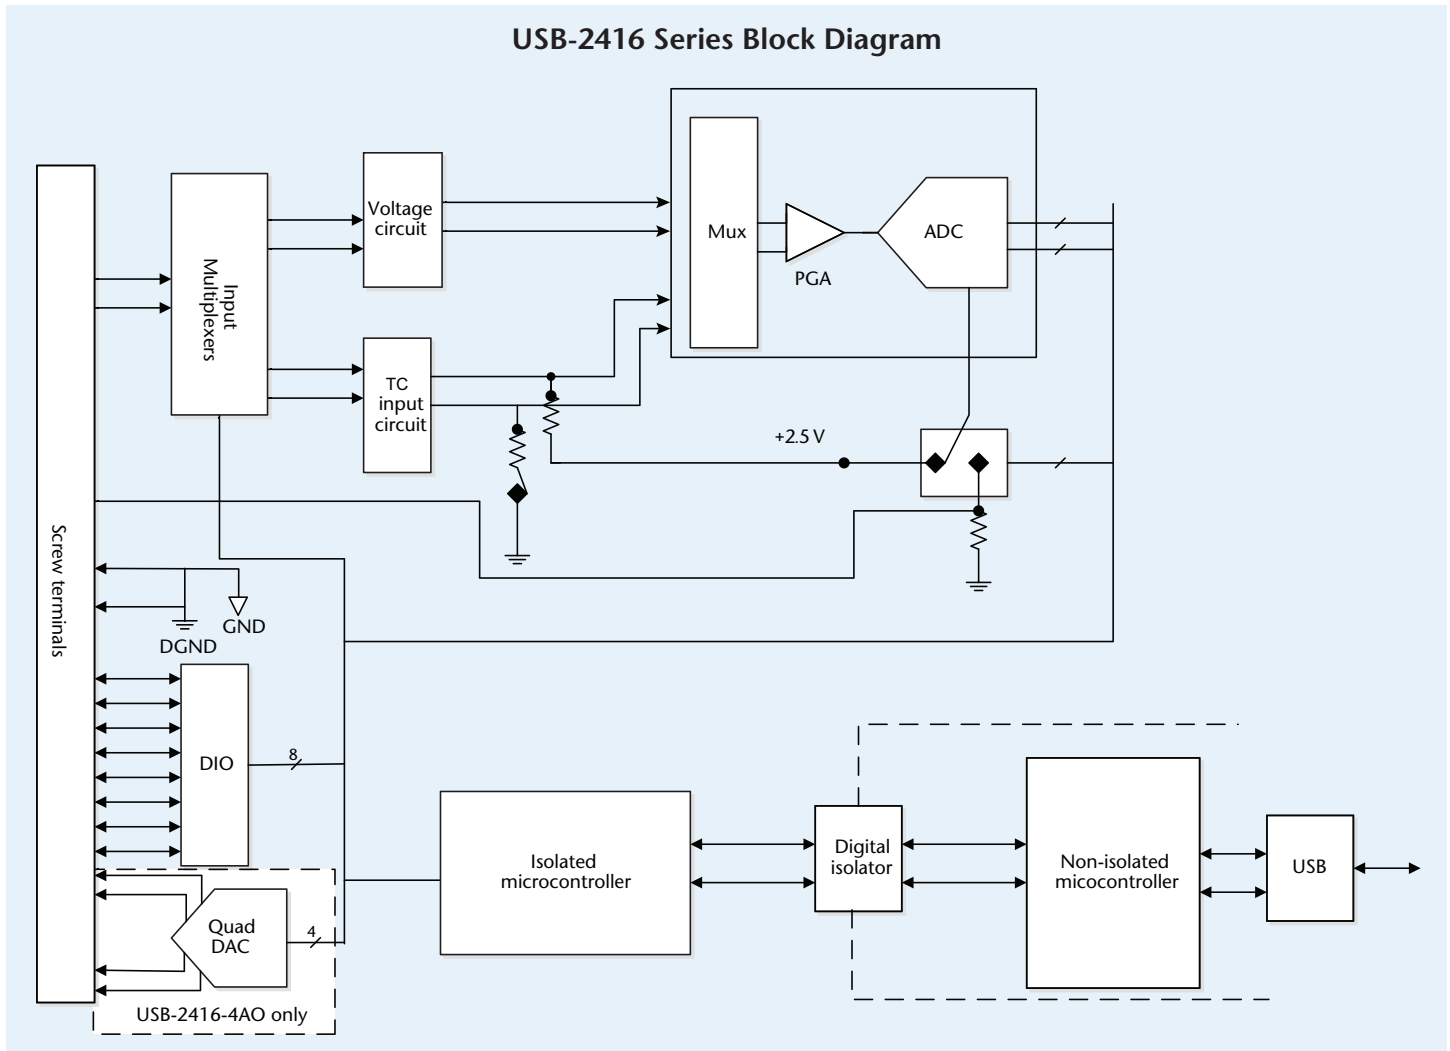 USB-2416 Series Block Diagram
Screw terminals
Input
Multiplexers
Voltage
circuit
TC
input
circuit
Mux
PGA
ADC
+2.5 V
GND
DGND
DIO
8
Quad
DAC
4
USB-2416-4AO only
Isolated
microcontroller
Digital
isolator
Non-isolated
micocontroller
USB